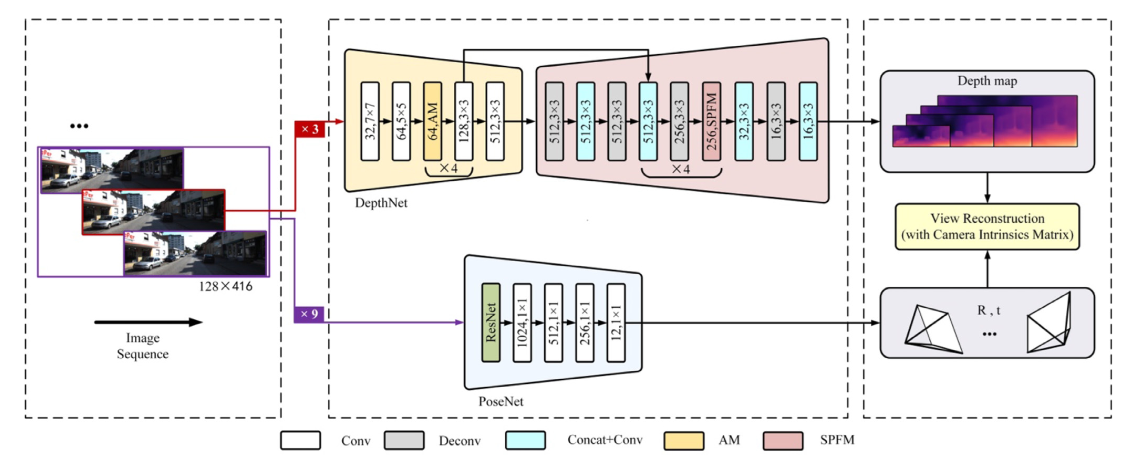 ...
128×416
Image
Sequence
× 3
× 9
32,7×7
64,5×5
64,AM
128,3×3
512,3×3
×4
DepthNet
512,3×3
512,3×3
512,3×3
512,3×3
256,3×3
256,SPFM
32,3×3
16,3×3
16,3×3
×4
ResNet
1024,1×1
512,1×1
256,1×1
12,1×1
PoseNet
Depth map
View Reconstruction
(with Camera Intrinsics Matrix)
R , t
...
Conv
Deconv
Concat+Conv
AM
SPFM